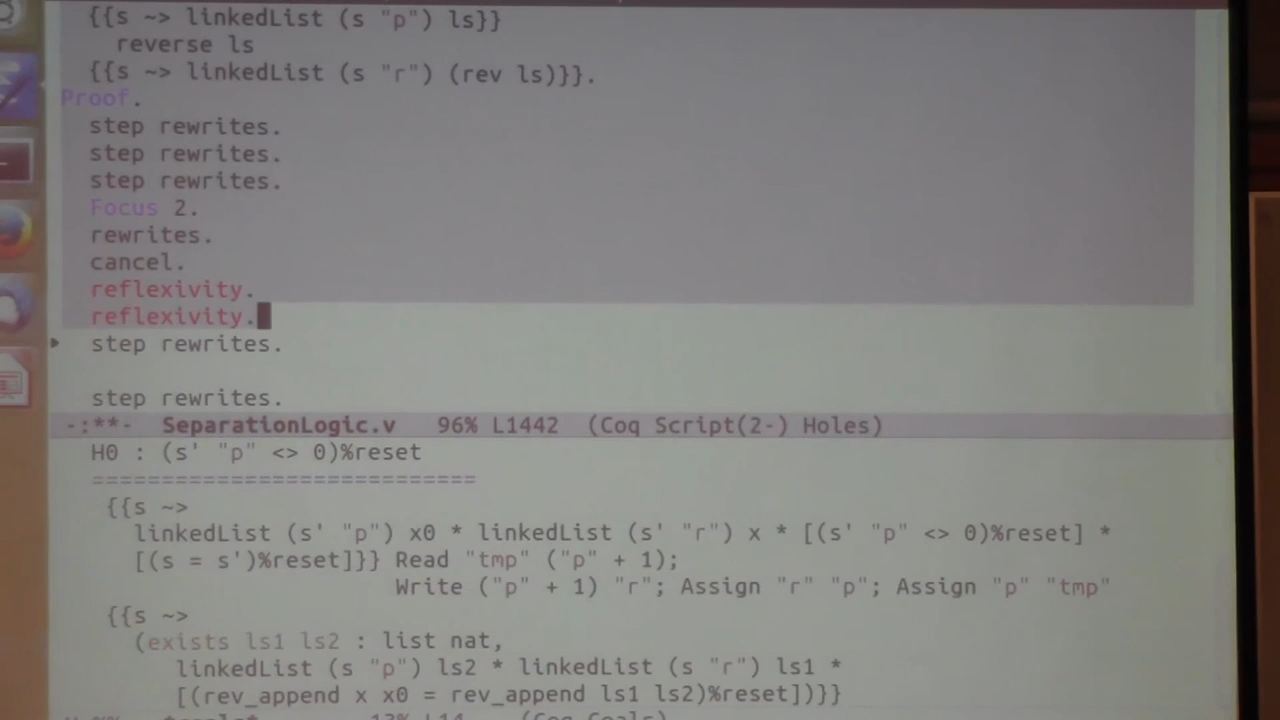 {{s ~> linkedList (s "p") ls}}
reverse ls
{{s ~> linkedList (s "r") (rev ls)}}.
Proof.
step rewrites.
step rewrites.
step rewrites.
Focus 2.
rewrites.
cancel.
reflexivity.
reflexivity.
step rewrites.
step rewrites.
-:**- SeparationLogic.v 96% L1442 (Coq Script(2-) Holes)
H0 : (s' "p" <> 0)%reset
============================
{{s ~>
linkedList (s' "p") x0 * linkedList (s' "r") x * [(s' "p" <> 0)%reset] *
[(s = s')%reset]}} Read "tmp" ("p" + 1);
Write ("p" + 1) "r"; Assign "r" "p"; Assign "p" "tmp"
{{s ~>
(exists ls1 ls2 : list nat,
linkedList (s "p") ls2 * linkedList (s "r") ls1 *
[(rev_append x x0 = rev_append ls1 ls2)%reset])}}